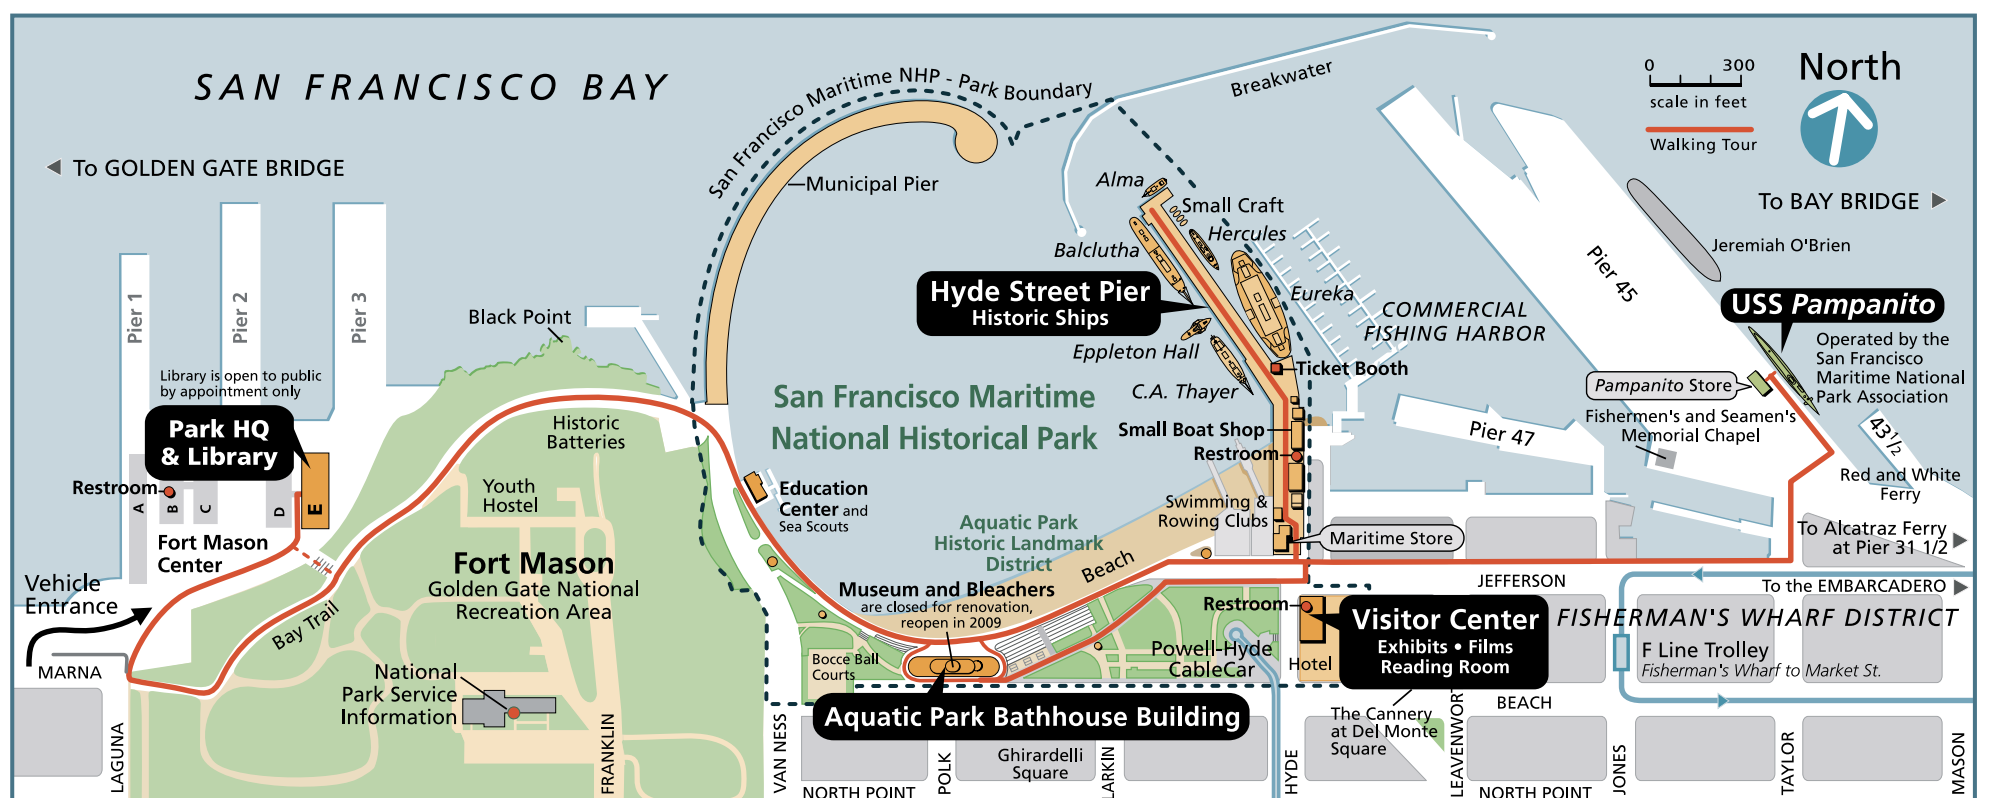 SAN FRANCISCO BAY
San Francisco Maritime NHP - Park Boundary
Breakwater
0 300
scale in feet
Walking Tour
North
To GOLDEN GATE BRIDGE
Municipal Pier
To BAY BRIDGE
Alma
Small Craft
Hercules
Balclutha
Eureka
Hyde Street Pier
Historic Ships
Eppleton Hall
C.A. Thayer
Ticket Booth
COMMERCIAL
FISHING HARBOR
Pier 45
Jeremiah O'Brien
USS Pampanito
Operated by the
San Francisco
Maritime National
Park Association
Pampanito Store
Fishermen's and Seamen's
Memorial Chapel
Pier 47
43 1/2
Red and White
Ferry
To Alcatraz Ferry
at Pier 31 1/2
To the EMBARCADERO
Pier 1
Pier 2
Pier 3
Black Point
Library is open to public
by appointment only
Park HQ
& Library
Restroom
A
B
C
D
E
Fort Mason
Center
Vehicle
Entrance
MARNA
Historic
Batteries
Youth
Hostel
Fort Mason
Golden Gate National
Recreation Area
Bay Trail
National
Park Service
Information
San Francisco Maritime
National Historical Park
Small Boat Shop
Restroom
Education
Center and
Sea Scouts
Swimming &
Rowing Clubs
Aquatic Park
Historic Landmark
District
Beach
Maritime Store
Museum and Bleachers
are closed for renovation,
reopen in 2009
Restroom
JEFFERSON
Bocce Ball
Courts
Powell-Hyde
CableCar
Hotel
Visitor Center
Exhibits • Films
Reading Room
FISHERMAN'S WHARF DISTRICT
F Line Trolley
Fisherman's Wharf to Market St.
BEACH
Aquatic Park Bathhouse Building
The Cannery
at Del Monte
Square
Ghirardelli
Square
LAGUNA
FRANKLIN
VAN NESS
POLK
LARKIN
HYDE
LEAVENWORT
JONES
TAYLOR
MASON
NORTH POINT
NORTH POINT